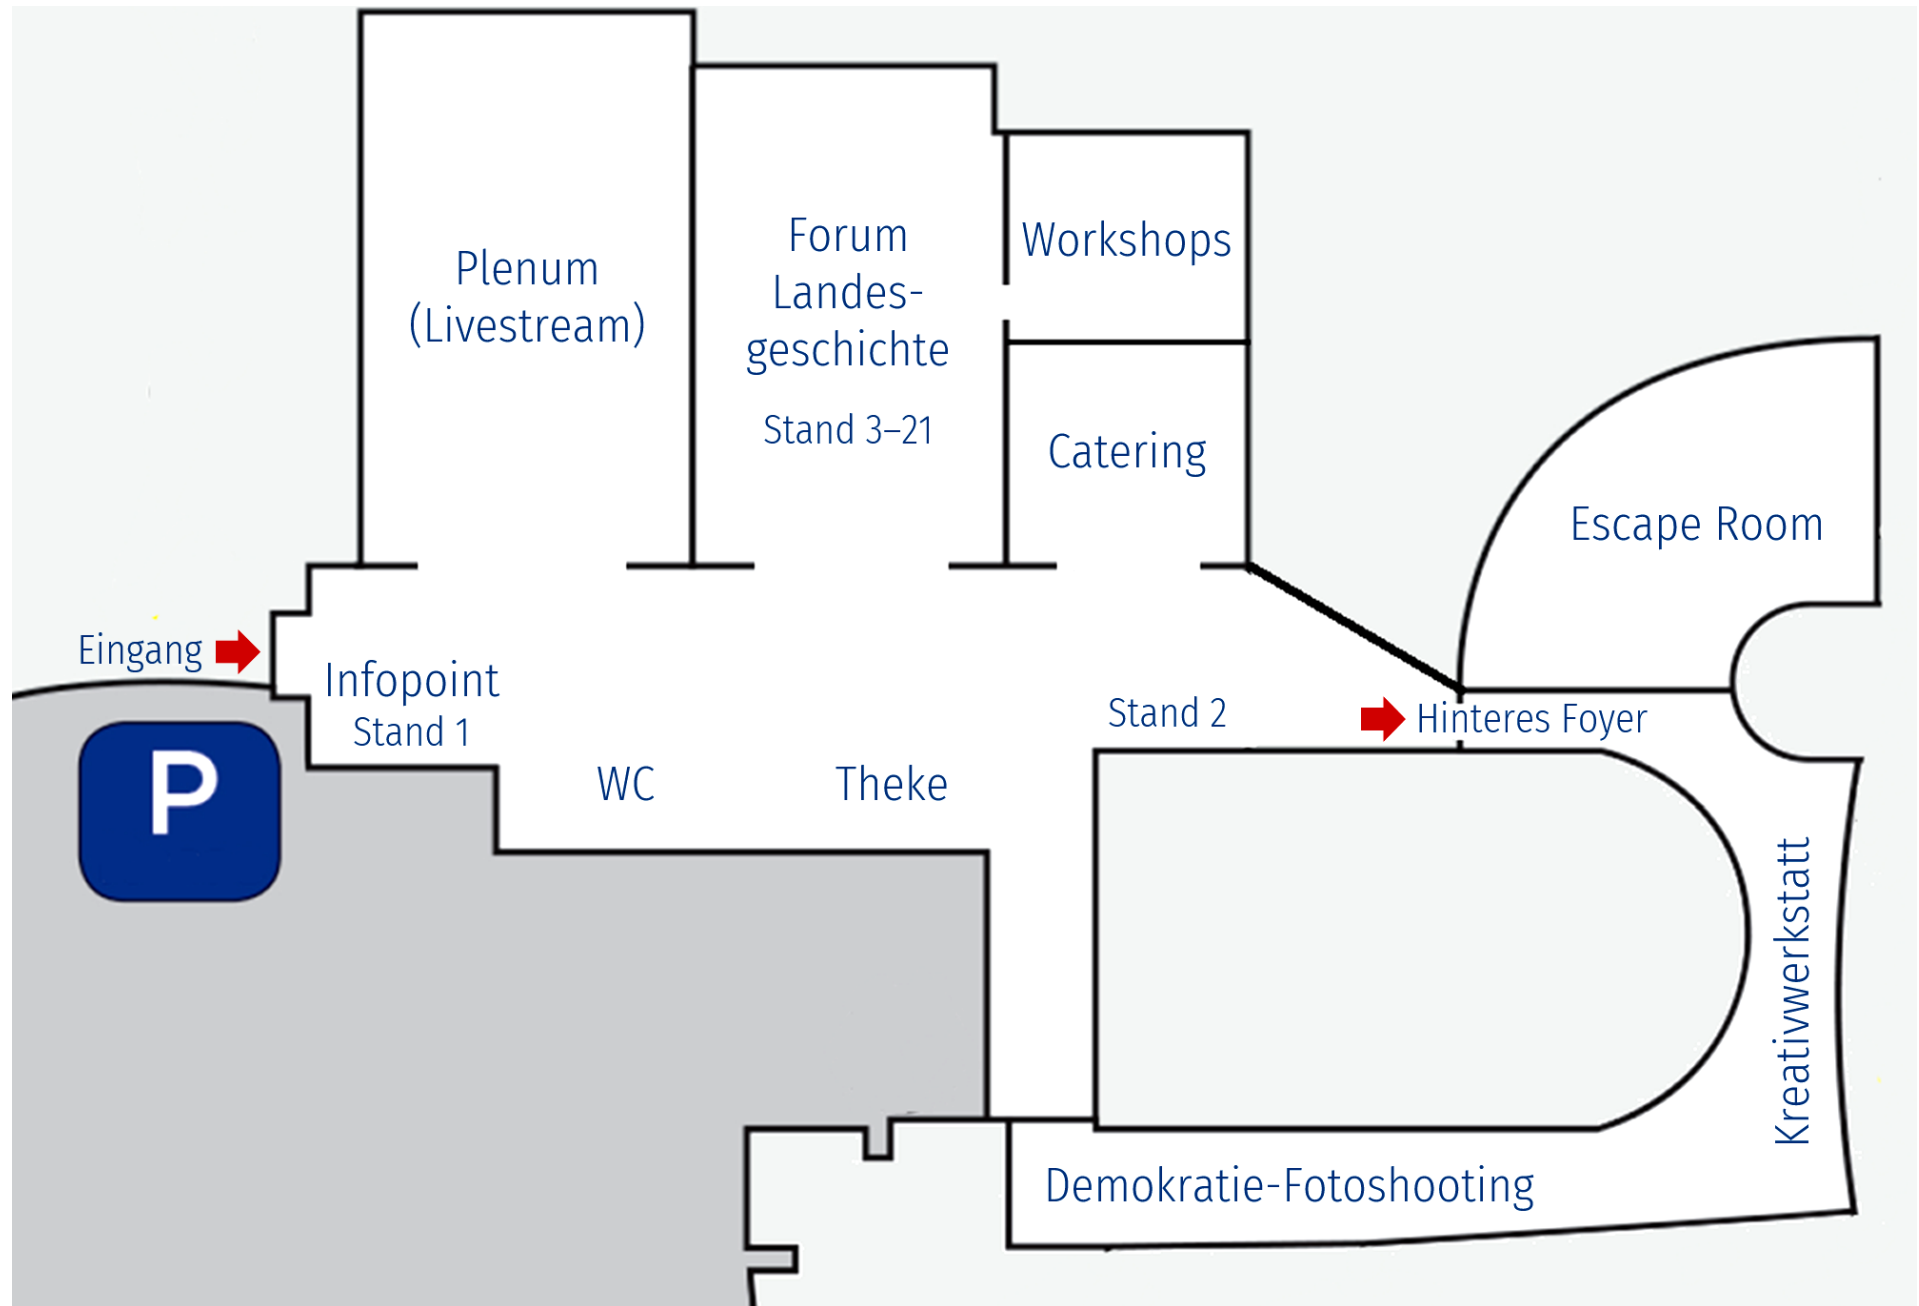 Plenum
(Livestream)
Forum
Landes-
geschichte
Stand 3–21
Workshops
Catering
Escape Room
Eingang
Infopoint
Stand 1
Stand 2
Hinteres Foyer
P
WC
Theke
Kreativwerkstatt
Demokratie-Fotoshooting